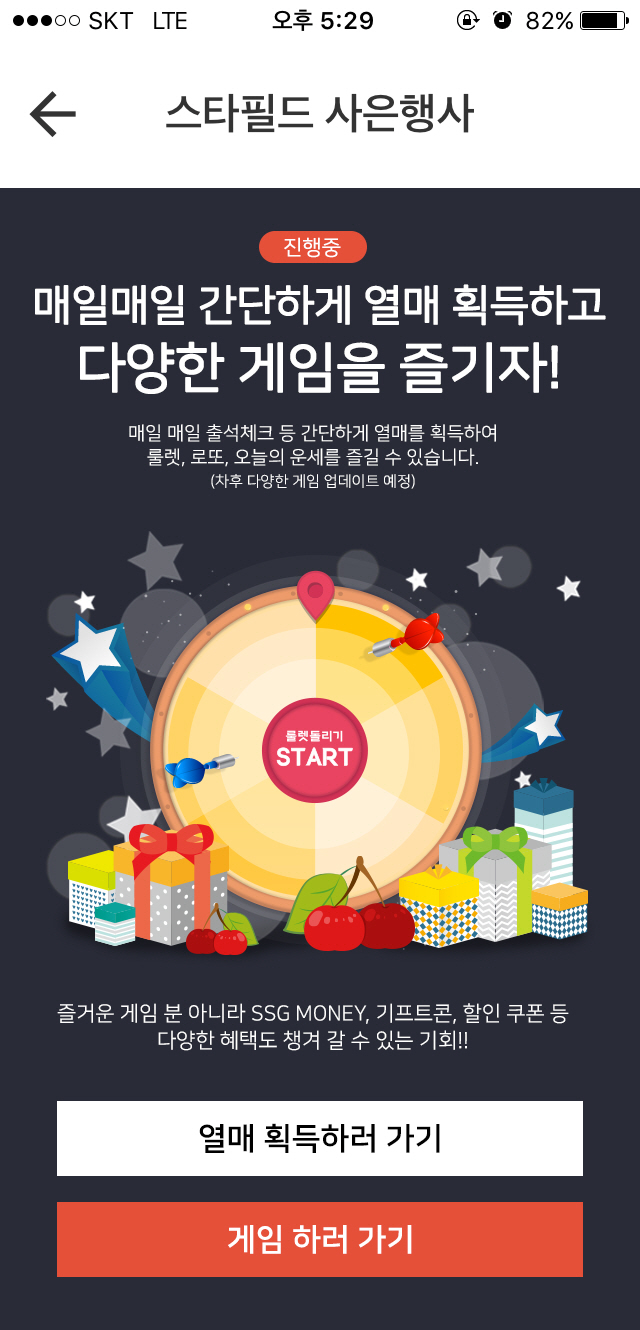 SKT LTE 오후 5:29 82%
스타필드 사은행사
진행중
매일매일 간단하게 열매 획득하고
다양한 게임을 즐기자!
매일 매일 출석체크 등 간단하게 열매를 획득하여
룰렛, 로또, 오늘의 운세를 즐길 수 있습니다.
(차후 다양한 게임 업데이트 예정)
룰렛돌리기
START
즐거운 게임 분 아니라 SSG MONEY, 기프트콘, 할인 쿠폰 등
다양한 혜택도 챙겨 갈 수 있는 기회!!
열매 획득하러 가기
게임 하러 가기